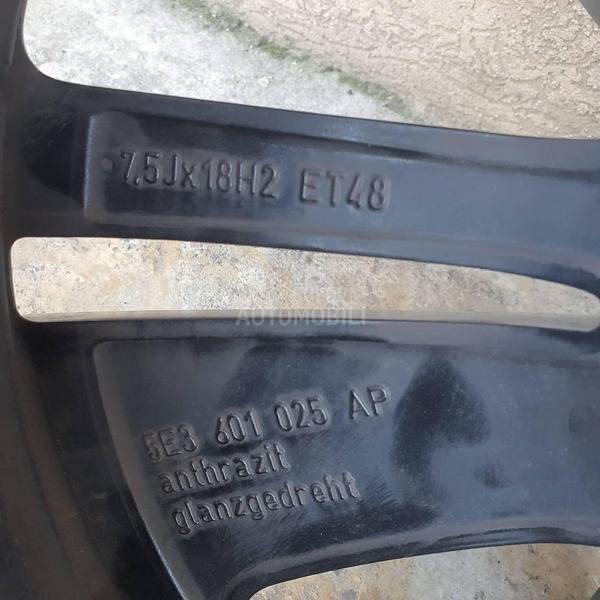 7,5Jx18H2 ET48
AUTOMOBILI
5E3 601 025 AP
anthrazit
glanzgedreht